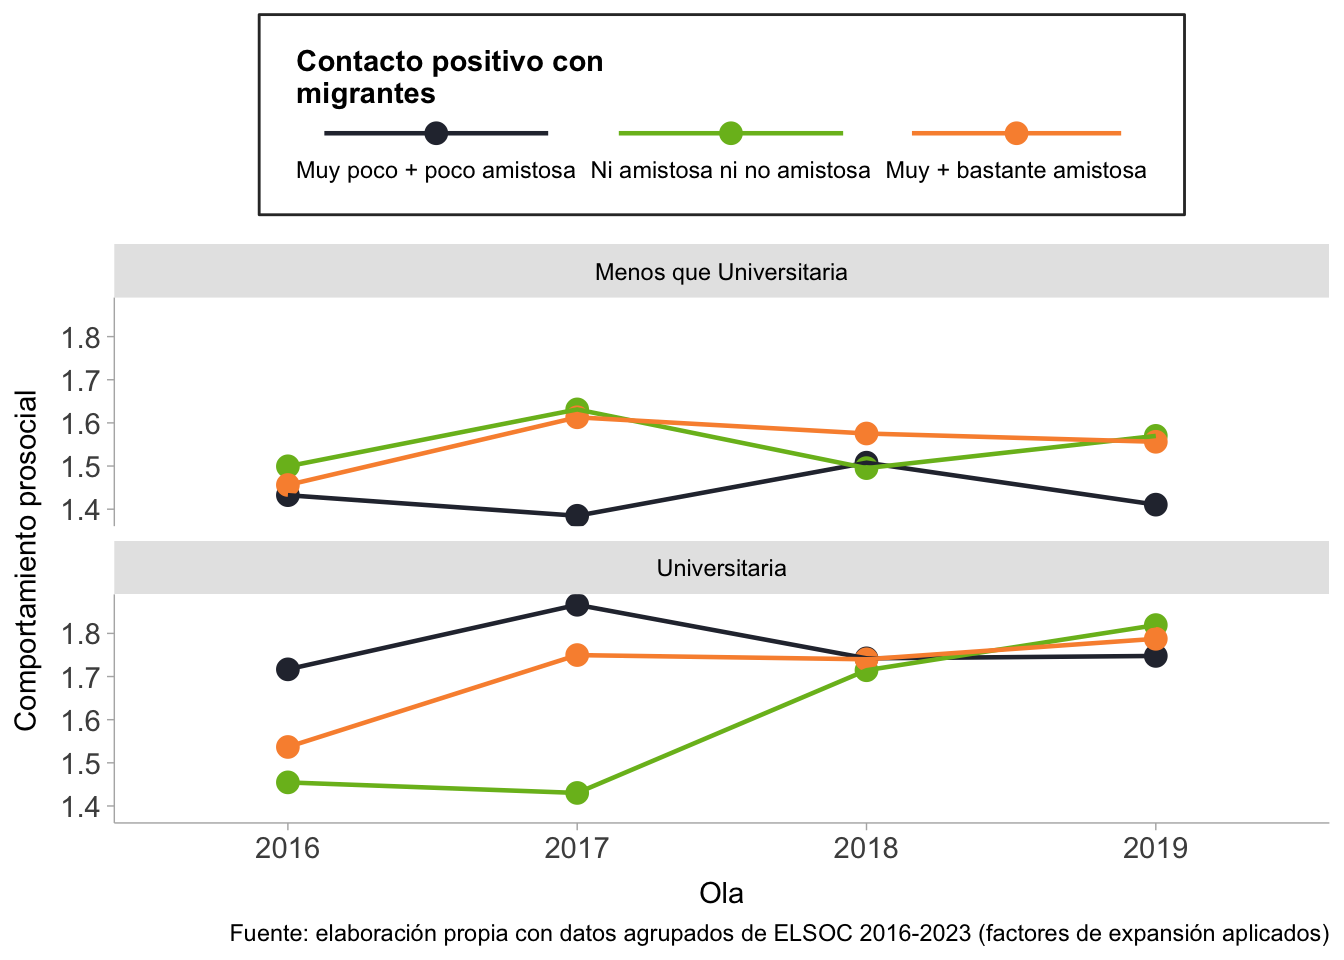 Contacto positivo con
migrantes
Muy poco + poco amistosa Ni amistosa ni no amistosa Muy + bastante amistosa
Menos que Universitaria
1.8
1.7
1.6
1.5
1.4
Universitaria
1.8
1.7
1.6
1.5
1.4
Comportamiento prosocial
2016 2017 2018 2019
Ola
Fuente: elaboración propia con datos agrupados de ELSOC 2016-2023 (factores de expansión aplicados)